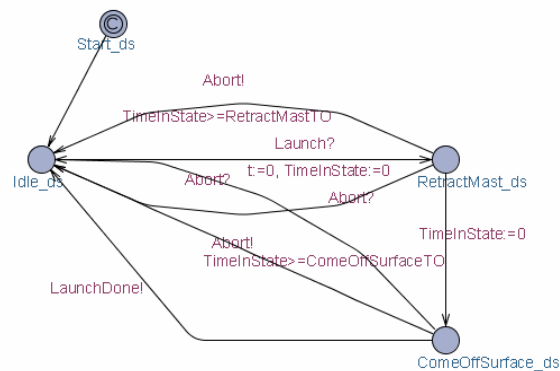 Start_ds
Abort!
TimeInState>=RetractMastTO
Launch?
Idle_ds
Abort?
t:=0, TimeInState:=0
RetractMast_ds
Abort?
TimeInState:=0
Abort!
TimeInState>=ComeOffSurfaceTO
LaunchDone!
ComeOffSurface_ds